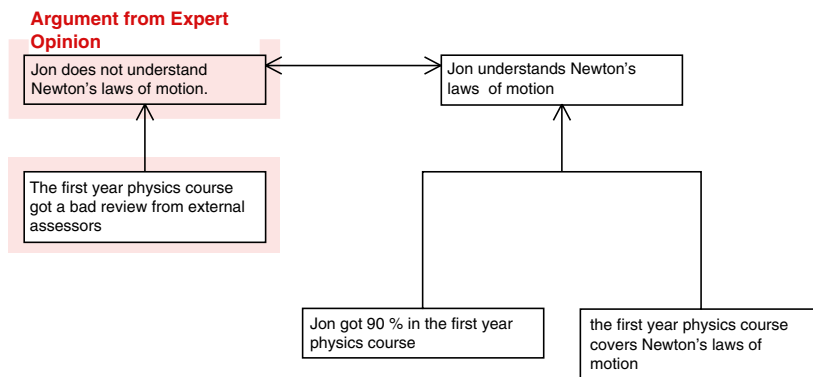 Argument from Expert
Opinion
Jon does not understand
Newton's laws of motion.
Jon understands Newton's
laws of motion
The first year physics course
got a bad review from external
assessors
Jon got 90 % in the first year
physics course
the first year physics course
covers Newton's laws of
motion